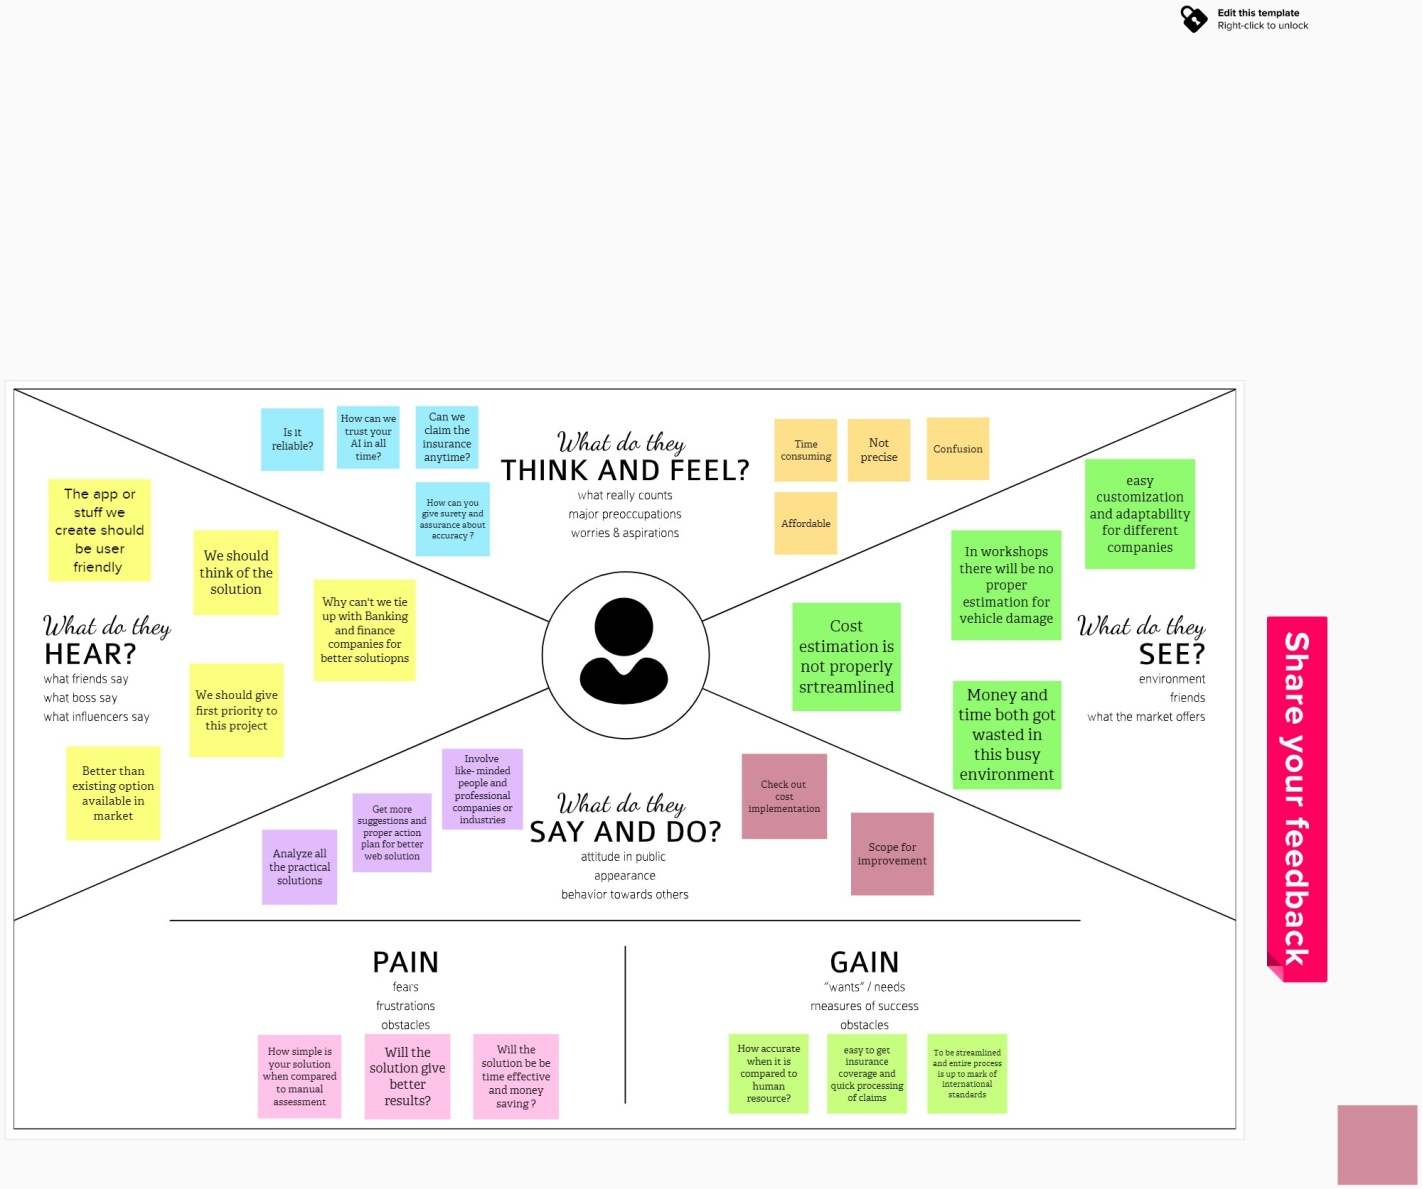 Edit this template
Right-click to unlock
Is it
reliable?
How can we
trust your
AI in all
time?
Can we
claim the
insurance
anytime?
How can you
give surety and
assurance about
accuracy ?
What do they
THINK AND FEEL?
what really counts
major preoccupations
worries & aspirations
Time
consuming
Not
precise
Confusion
Affordable
The app or
stuff we
create should
be user
friendly
We should
think of the
solution
Why can't we tie
up with Banking
and finance
companies for
better solutiopns
What do they
HEAR?
what friends say
what boss say
what influencers say
We should give
first priority to
this project
Better than
existing option
available in
market
easy
customization
and adaptability
for different
companies
In workshops
there will be no
proper
estimation for
vehicle damage
Cost
estimation is
not properly
srtreamlined
What do they
SEE?
environment
friends
what the market offers
Money and
time both got
wasted in
this busy
environment
Involve
like-minded
people and
professional
companies or
industries
Get more
suggestions and
proper action
plan for better
web solution
Analyze all
the practical
solutions
What do they
SAY AND DO?
attitude in public
appearance
behavior towards others
Check out
cost
implementation
Scope for
improvement
PAIN
fears
frustrations
obstacles
How simple is
your solution
when compared
to manual
assessment
Will the
solution give
better
results?
Will the
solution be be
time effective
and money
saving ?
GAIN
"wants" / needs
measures of success
obstacles
How accurate
when it is
compared to
human
resource?
easy to get
insurance
coverage and
quick processing
of claims
To be streamlined
and entire process
is up to mark of
international
standards
Share your feedback